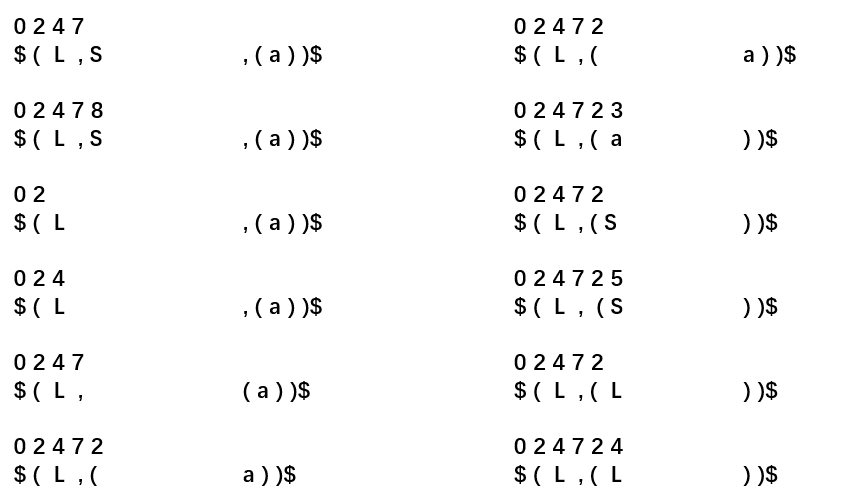 0 2 4 7
$ ( L , S , ( a ) )$
0 2 4 7 8
$ ( L , S , ( a ) )$
0 2
$ ( L , ( a ) )$
0 2 4
$ ( L , ( a ) )$
0 2 4 7
$ ( L , ( a ) )$
0 2 4 7 2
$ ( L , ( a ) )$
0 2 4 7 2
$ ( L , ( a ) )$
0 2 4 7 2 3
$ ( L , ( a ) )$
0 2 4 7 2
$ ( L , ( S ) )$
0 2 4 7 2 5
$ ( L , ( S ) )$
0 2 4 7 2
$ ( L , ( L ) )$
0 2 4 7 2 4
$ ( L , ( L ) )$